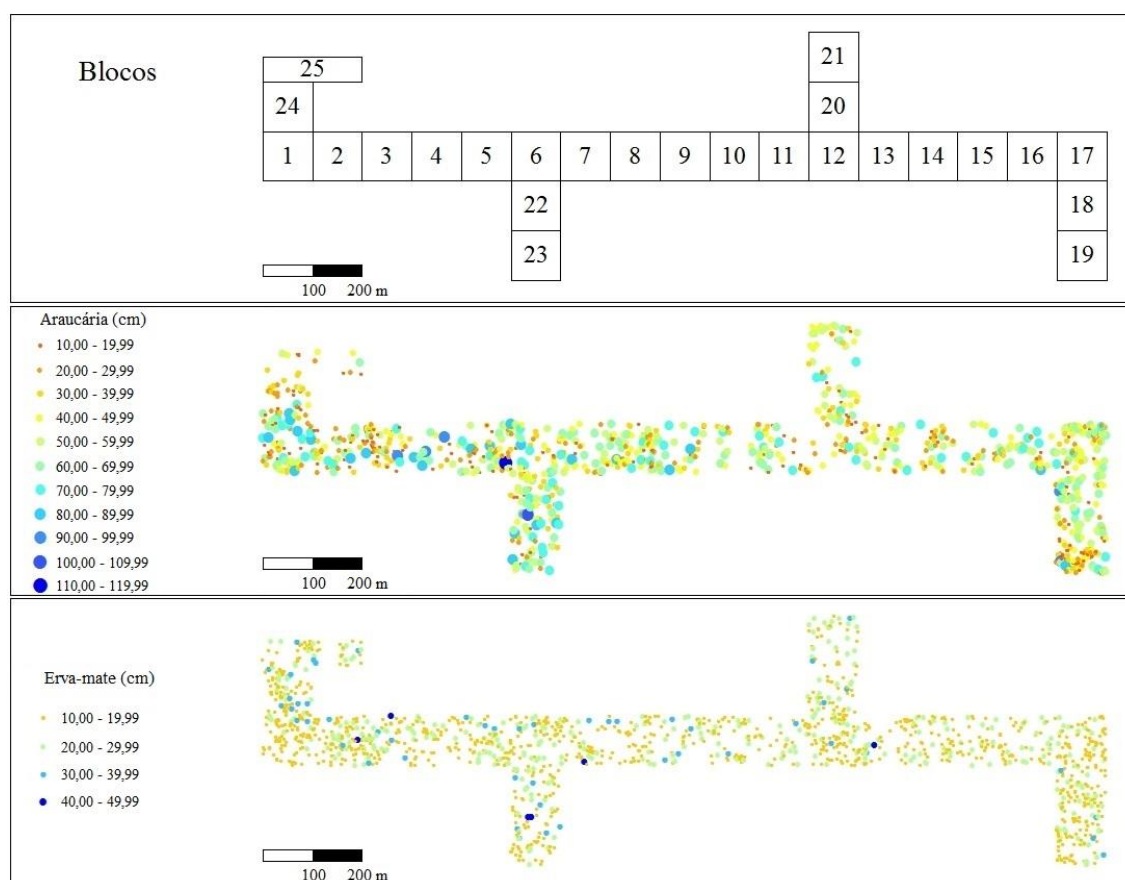 Blocos
21
25
24
20
1 2 3 4 5 6 7 8 9 10 11 12 13 14 15 16 17
22
18
23
19
100 200 m
Araucária (cm)
10,00 - 19,99
20,00 - 29,99
30,00 - 39,99
40,00 - 49,99
50,00 - 59,99
60,00 - 69,99
70,00 - 79,99
80,00 - 89,99
90,00 - 99,99
100,00 - 109,99
110,00 - 119,99
100 200 m
Erva-mate (cm)
10,00 - 19,99
20,00 - 29,99
30,00 - 39,99
40,00 - 49,99
100 200 m